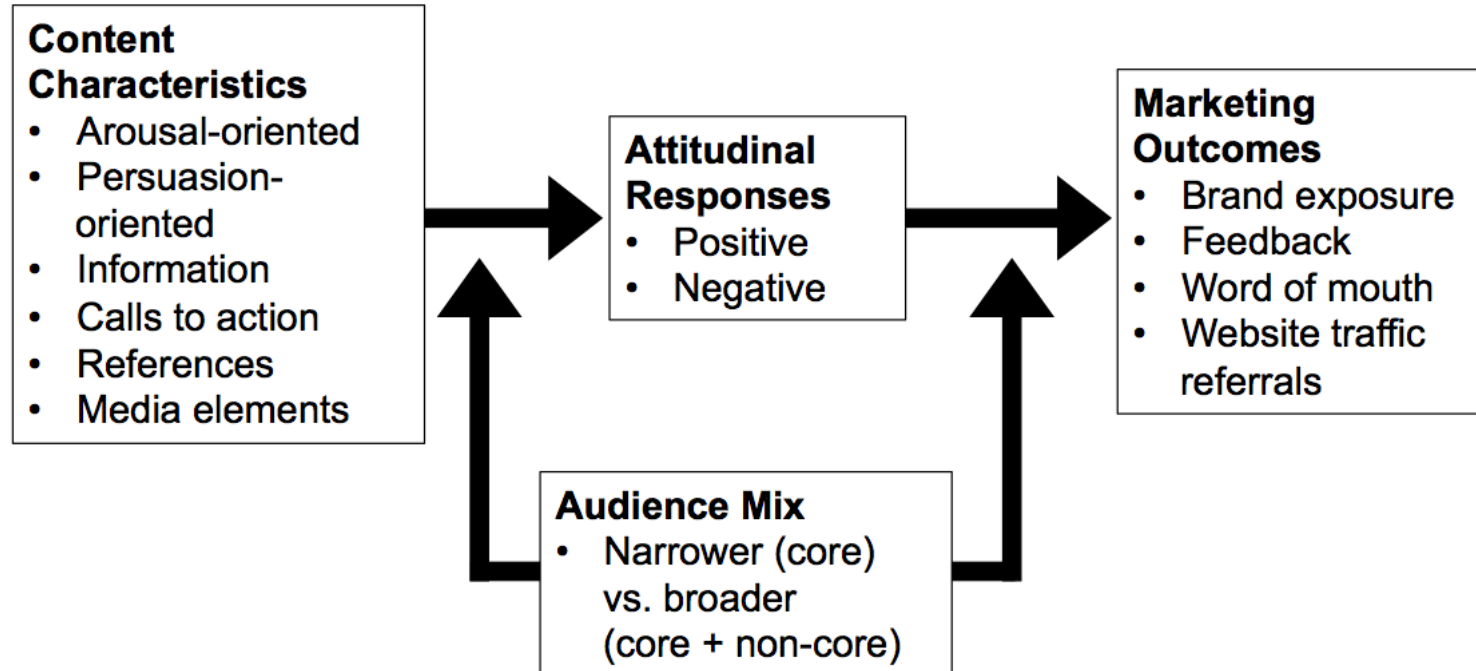 Content
Characteristics
• Arousal-oriented
• Persuasion-
oriented
• Information
• Calls to action
• References
• Media elements
Attitudinal
Responses
• Positive
• Negative
Marketing
Outcomes
• Brand exposure
• Feedback
• Word of mouth
• Website traffic
referrals
Audience Mix
• Narrower (core)
vs. broader
(core + non-core)